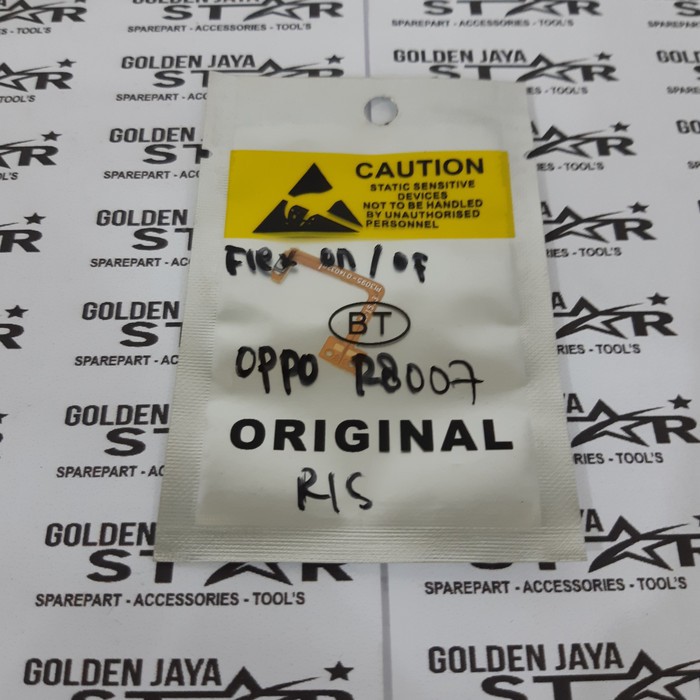 CAUTION
STATIC SENSITIVE
DEVICES
NOT TO BE HANDLED
BY UNAUTHORISED
PERSONNEL
Flex on / of
BT
OPPO R8007
ORIGINAL
R1S
GOLDEN JAYA
STAR
SPAREPART - ACCESSORIES - TOOL'S